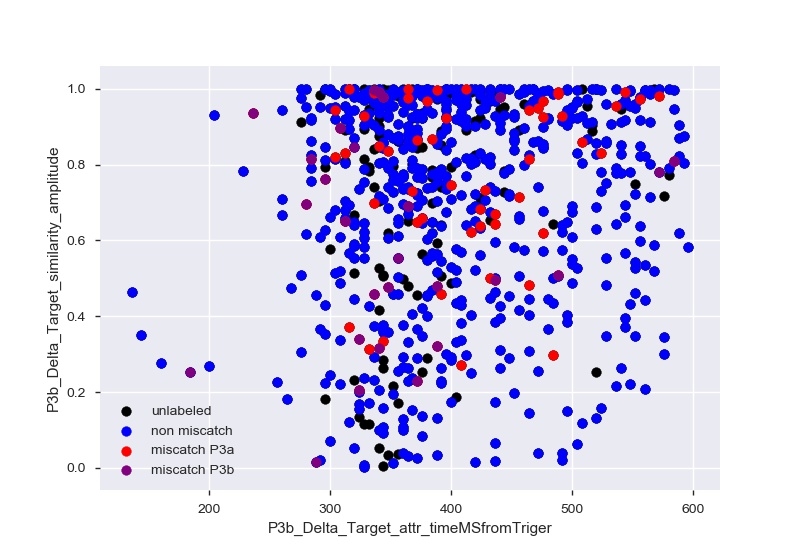 P3b_Delta_Target_similarity_amplitude
1.0
0.8
0.6
0.4
0.2
0.0
unlabeled
non miscatch
miscatch P3a
miscatch P3b
200 300 400 500 600
P3b_Delta_Target_attr_timeMSfromTriger